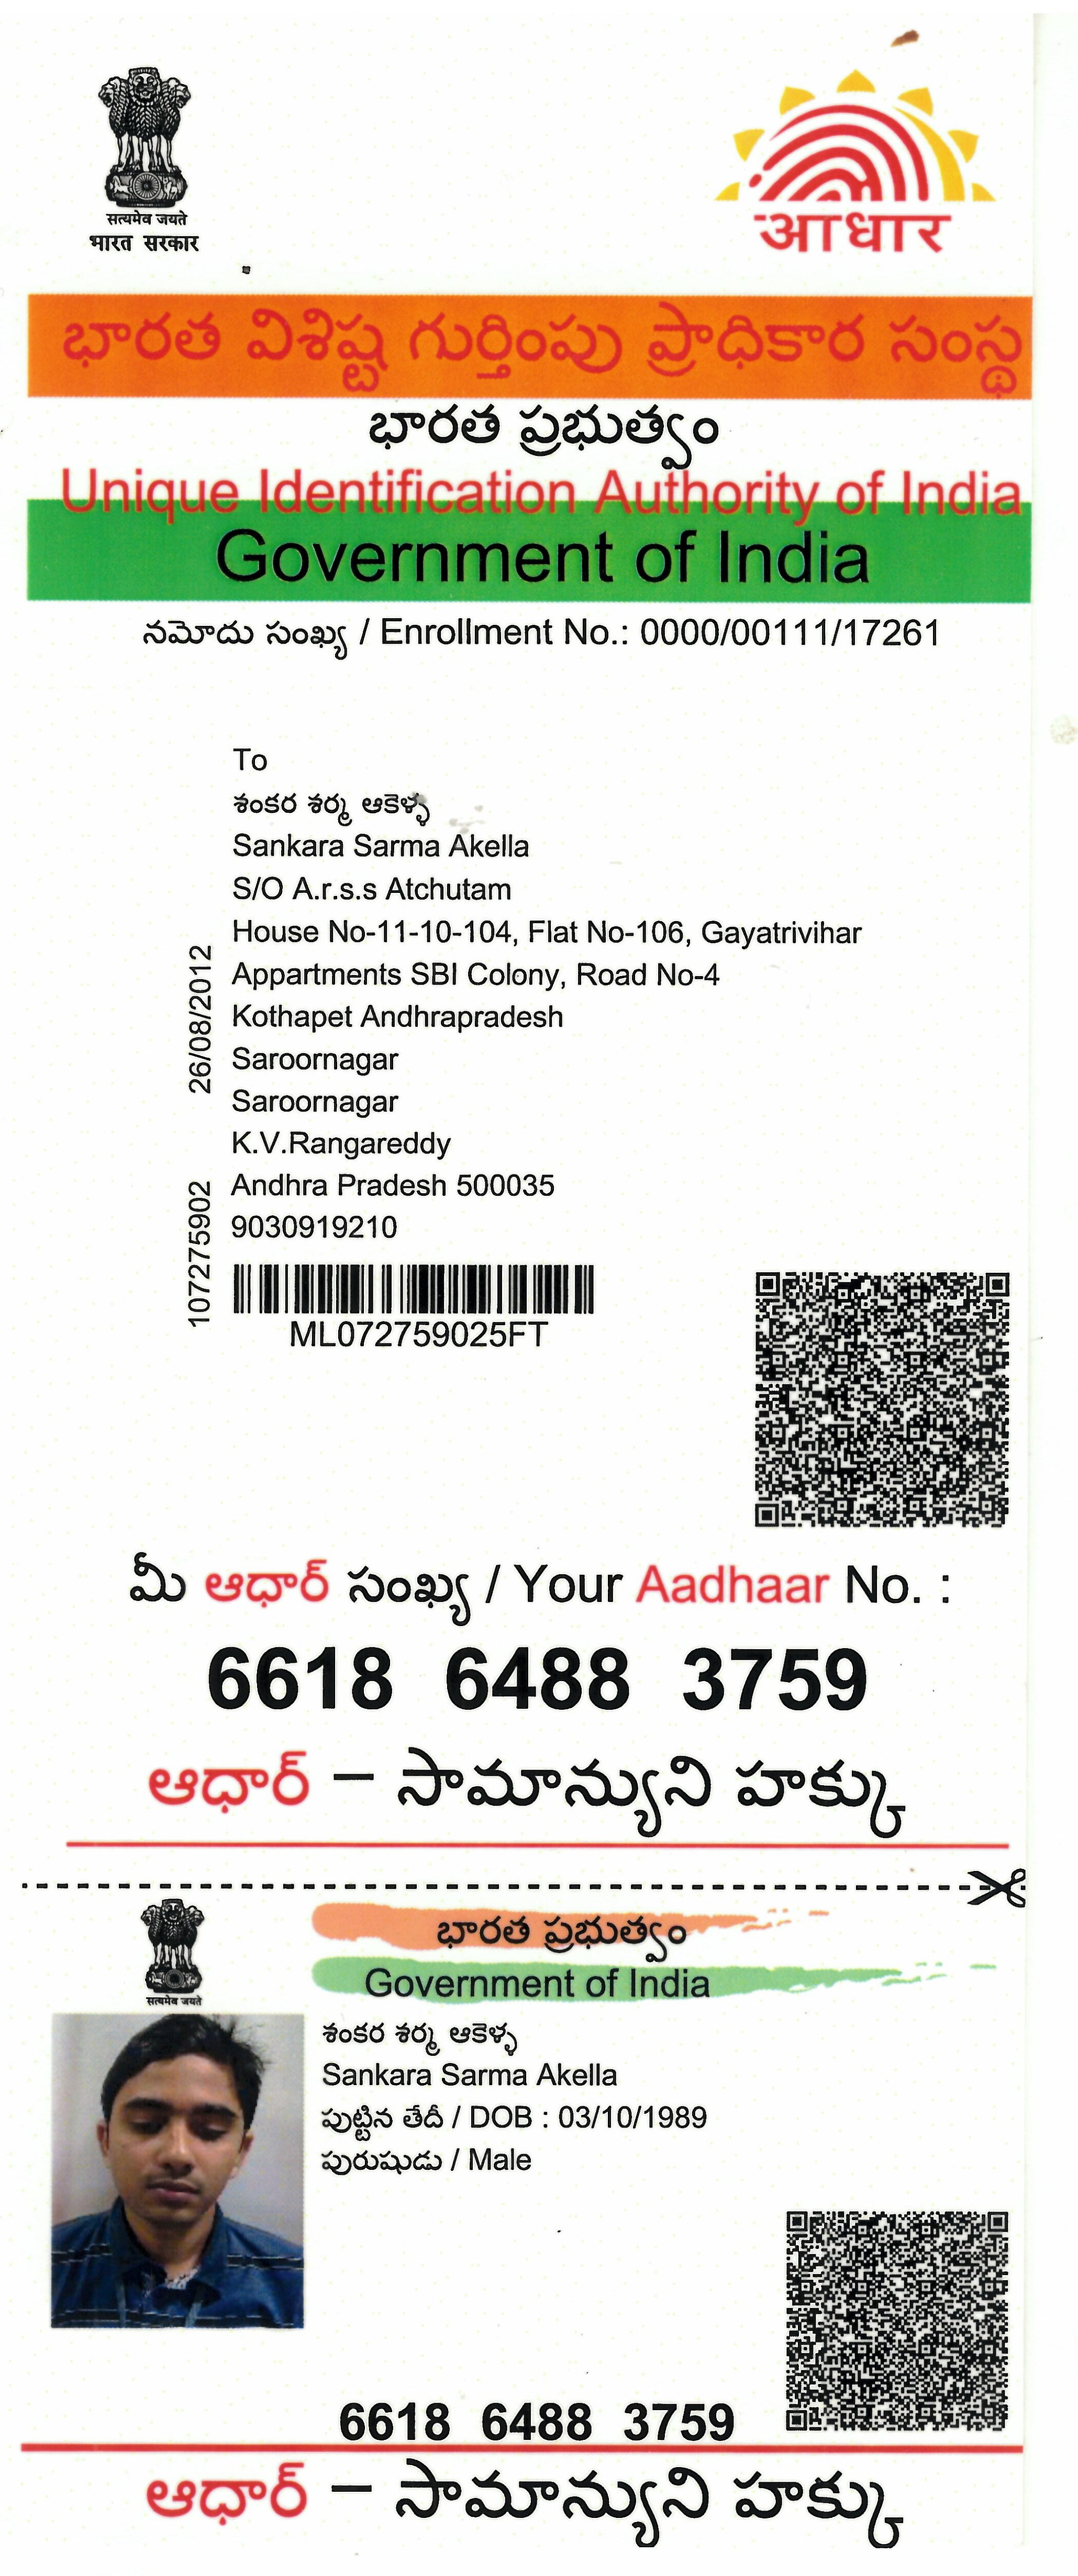 सत्यमेव जयते
भारत सरकार
आधार
భారత విశిష్ట గుర్తింపు ప్రాధికార సంస్థ
భారత ప్రభుత్వం
Unique Identification Authority of India
Government of India
నమోదు సంఖ్య / Enrollment No.: 0000/00111/17261
To
శంకర శర్మ ఆకెళ్ళ
Sankara Sarma Akella
S/O A.r.s.s Atchutam
House No-11-10-104, Flat No-106, Gayatrivihar
Appartments SBI Colony, Road No-4
Kothapet Andhrapradesh
Saroornagar
Saroornagar
K.V.Rangareddy
Andhra Pradesh 500035
9030919210
26/08/2012
107275902
ML072759025FT
మీ ఆధార్ సంఖ్య / Your Aadhaar No. :
6618 6488 3759
ఆధార్ – సామాన్యుని హక్కు
सत्यमेव जयते
భారత ప్రభుత్వం
Government of India
శంకర శర్మ ఆకెళ్ళ
Sankara Sarma Akella
పుట్టిన తేదీ / DOB : 03/10/1989
పురుషుడు / Male
6618 6488 3759
ఆధార్ – సామాన్యుని హక్కు